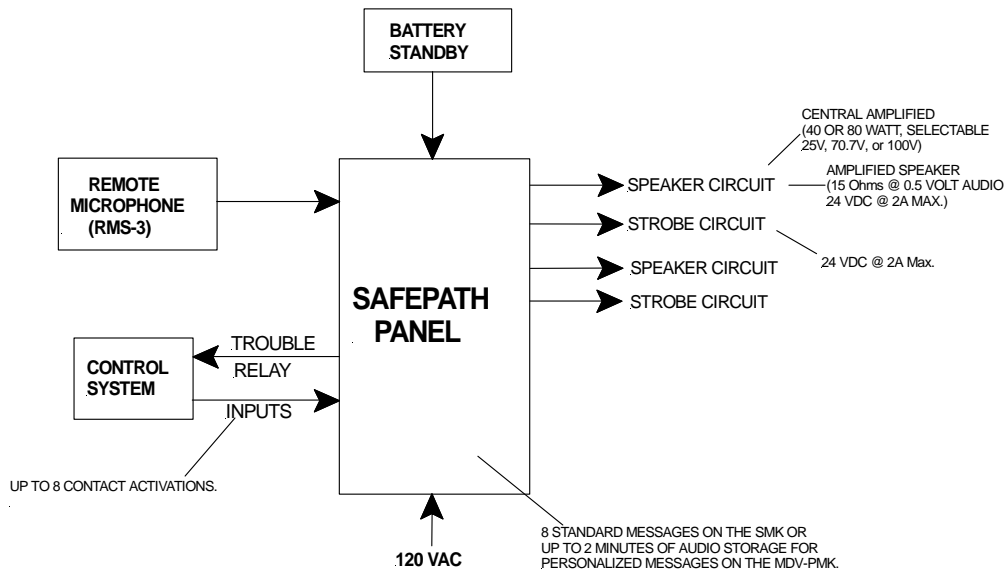 BATTERY
STANDBY
CENTRAL AMPLIFIED
(40 OR 80 WATT, SELECTABLE
25V, 70.7V, or 100V)
REMOTE
MICROPHONE
(RMS-3)
SPEAKER CIRCUIT
AMPLIFIED SPEAKER
(15 Ohms @ 0.5 VOLT AUDIO
24 VDC @ 2A MAX.)
STROBE CIRCUIT
24 VDC @ 2A Max.
SPEAKER CIRCUIT
STROBE CIRCUIT
SAFEPATH
PANEL
CONTROL
SYSTEM
TROUBLE
RELAY
INPUTS
UP TO 8 CONTACT ACTIVATIONS.
120 VAC
8 STANDARD MESSAGES ON THE SMK OR
UP TO 2 MINUTES OF AUDIO STORAGE FOR
PERSONALIZED MESSAGES ON THE MDV-PMK.